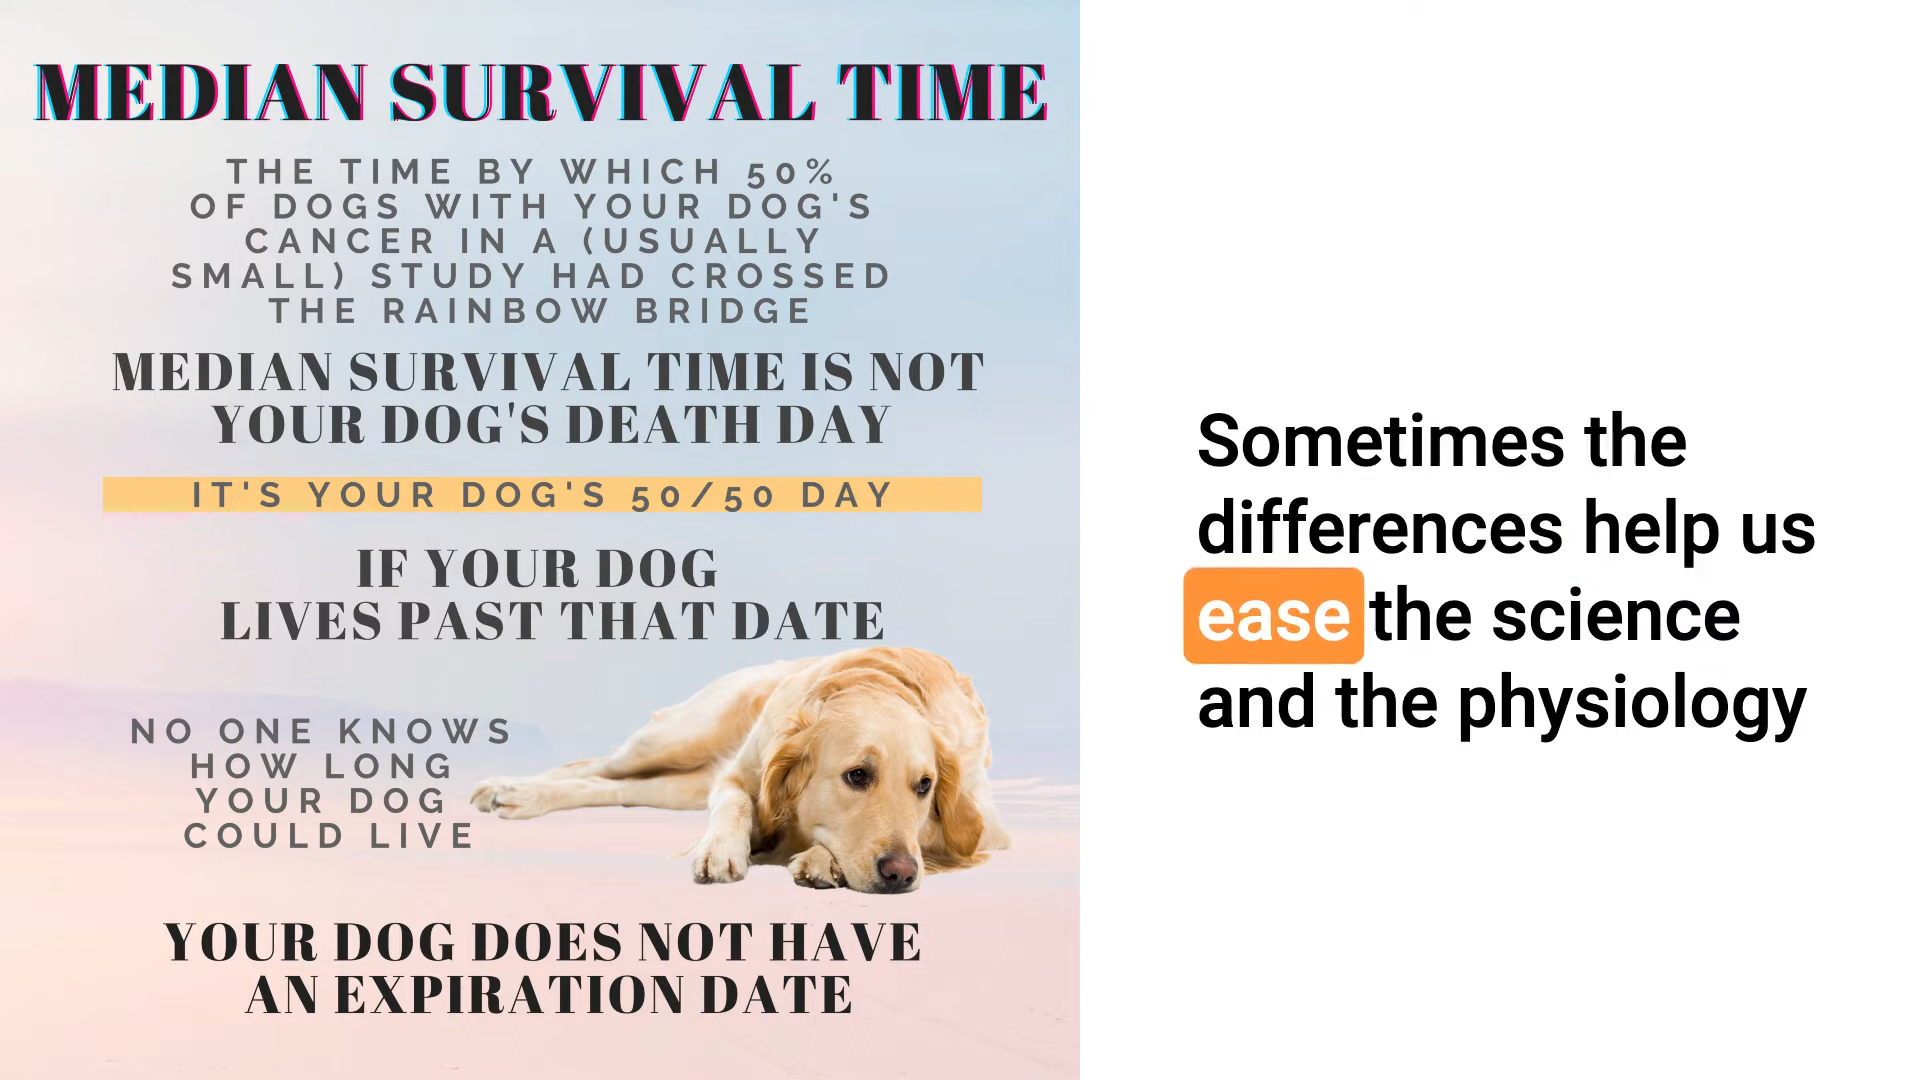 MEDIAN SURVIVAL TIME
THE TIME BY WHICH 50%
OF DOGS WITH YOUR DOG'S
CANCER IN A (USUALLY
SMALL) STUDY HAD CROSSED
THE RAINBOW BRIDGE
MEDIAN SURVIVAL TIME IS NOT
YOUR DOG'S DEATH DAY
IT'S YOUR DOG'S 50/50 DAY
IF YOUR DOG
LIVES PAST THAT DATE
NO ONE KNOWS
HOW LONG
YOUR DOG
COULD LIVE
YOUR DOG DOES NOT HAVE
AN EXPIRATION DATE
Sometimes the
differences help us
ease the science
and the physiology